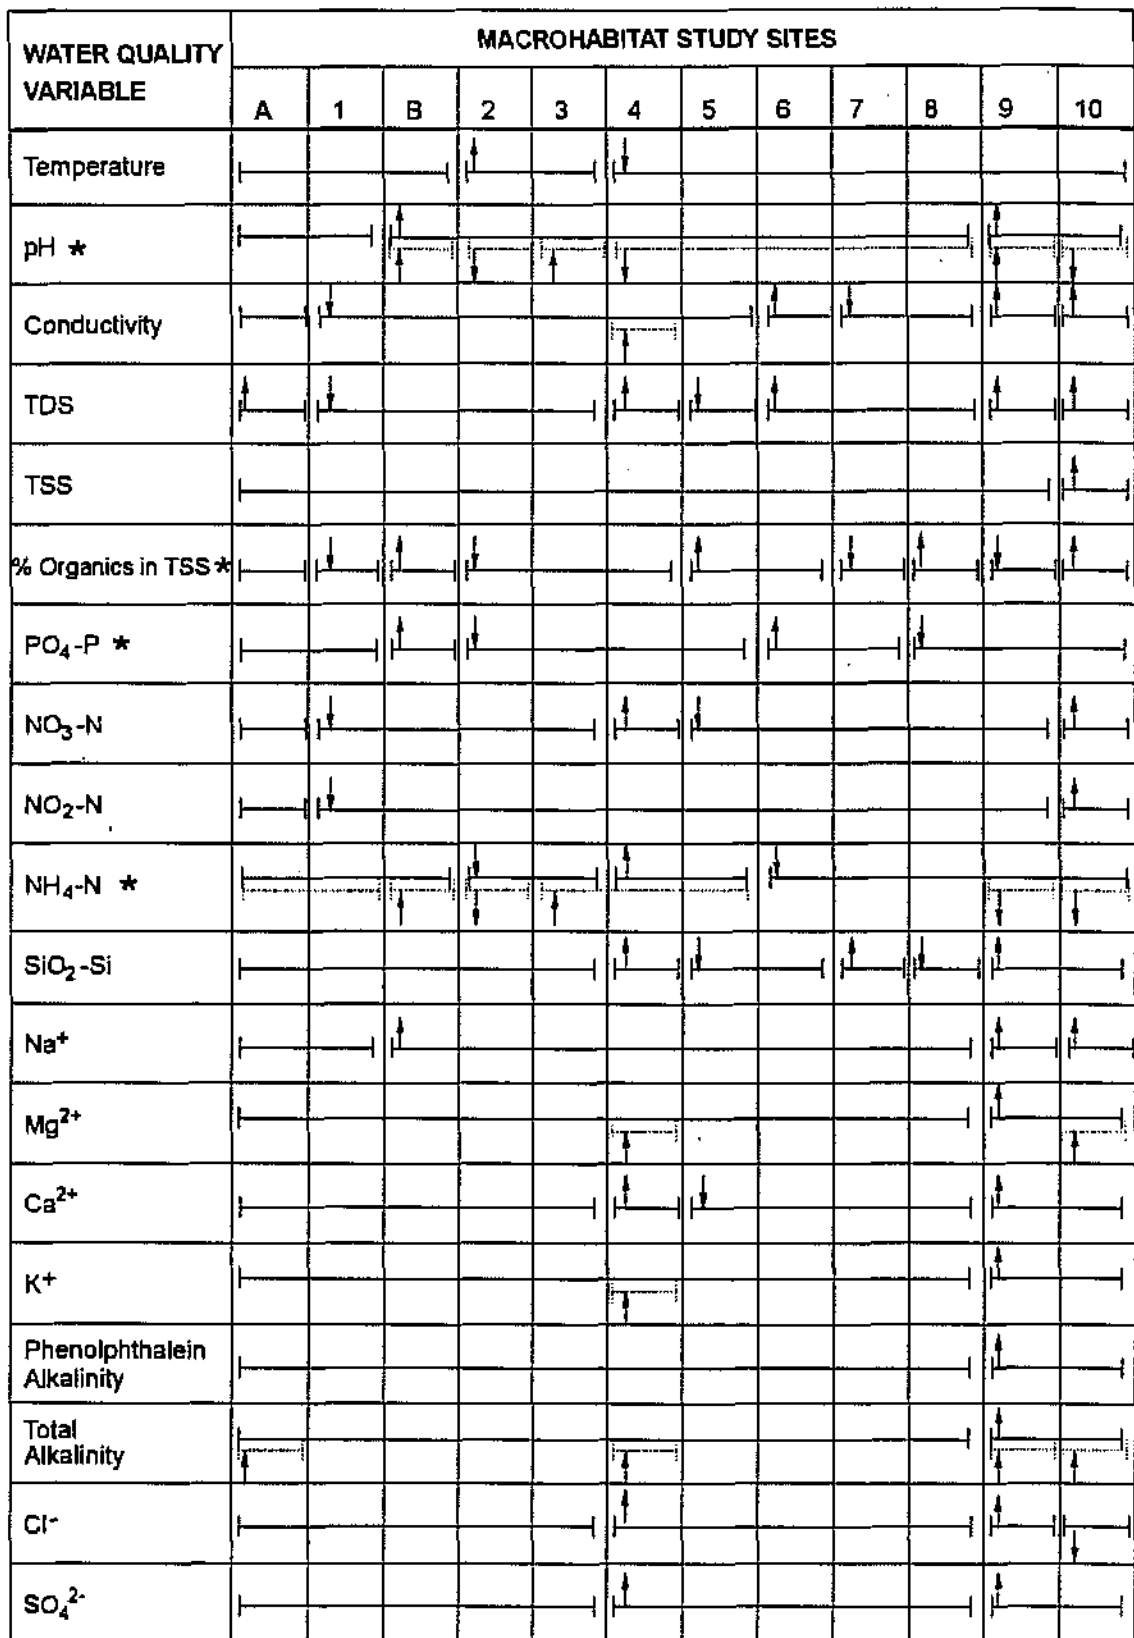 WATER QUALITY
VARIABLE
MACROHABITAT STUDY SITES
A 1 B 2 3 4 5 6 7 8 9 10
Temperature
pH *
Conductivity
TDS
TSS
% Organics in TSS *
PO₄-P *
NO₃-N
NO₂-N
NH₄-N *
SiO₂-Si
Na⁺
Mg²⁺
Ca²⁺
K⁺
Phenolphthalein
Alkalinity
Total
Alkalinity
Cl⁻
SO₄²⁻